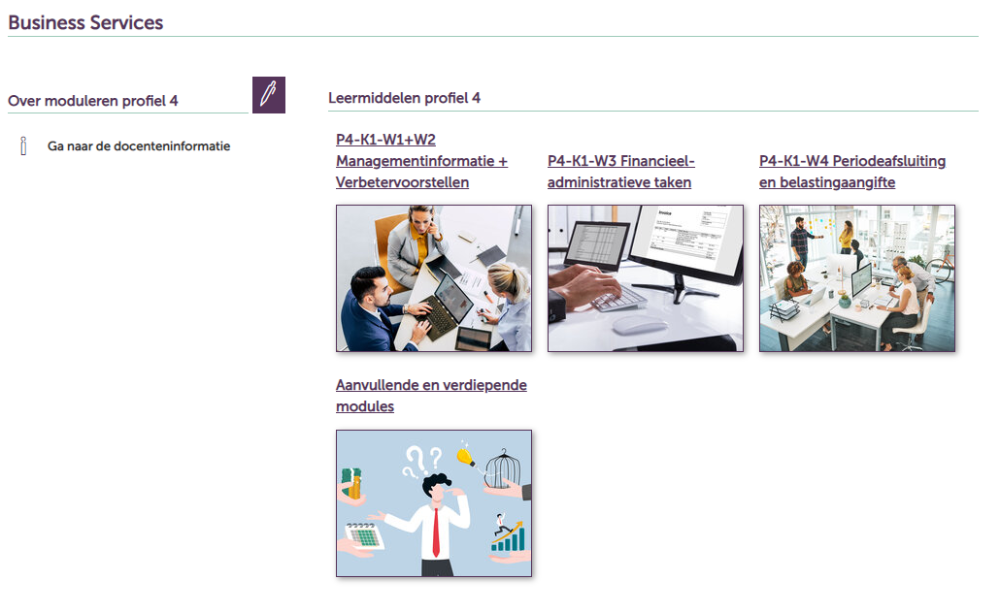 Business Services
Over moduleren profiel 4
Ga naar de docenteninformatie
Leermiddelen profiel 4
P4-K1-W1+W2
Managementinformatie +
Verbetervoorstellen
P4-K1-W3 Financieel-
administratieve taken
P4-K1-W4 Periodeafsluiting
en belastingaangifte
Invoice
Aanvullende en verdiepende
modules
???